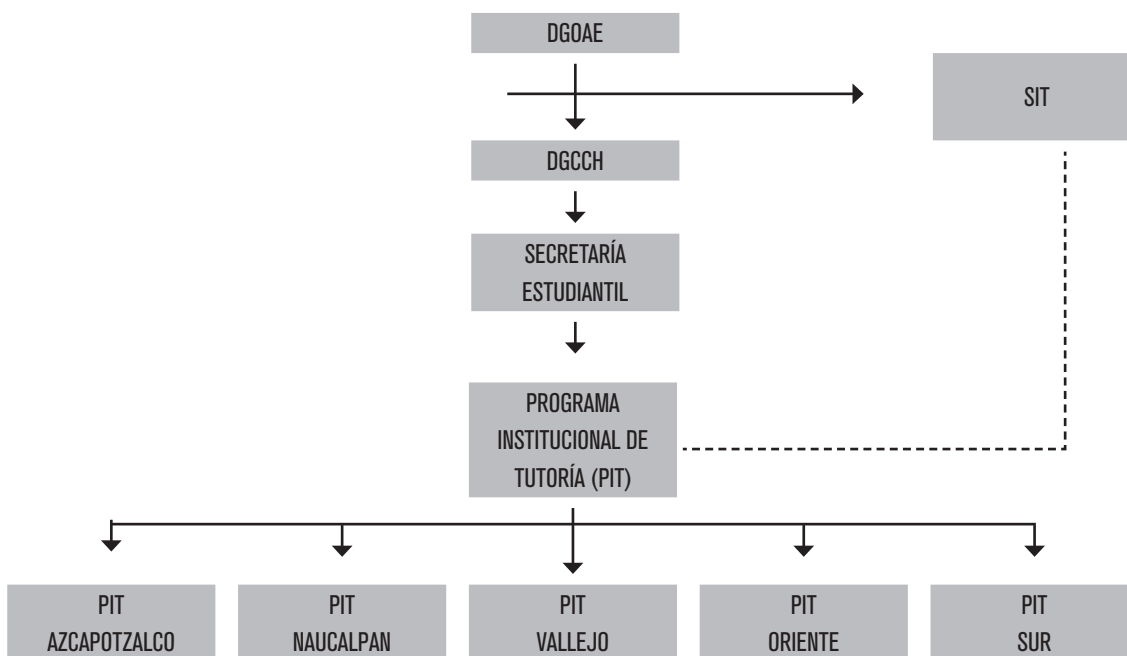 DGOAE
SIT
DGCCH
SECRETARÍA
ESTUDIANTIL
PROGRAMA
INSTITUCIONAL DE
TUTORÍA (PIT)
PIT
AZCAPOTZALCO
PIT
NAUCALPAN
PIT
VALLEJO
PIT
ORIENTE
PIT
SUR